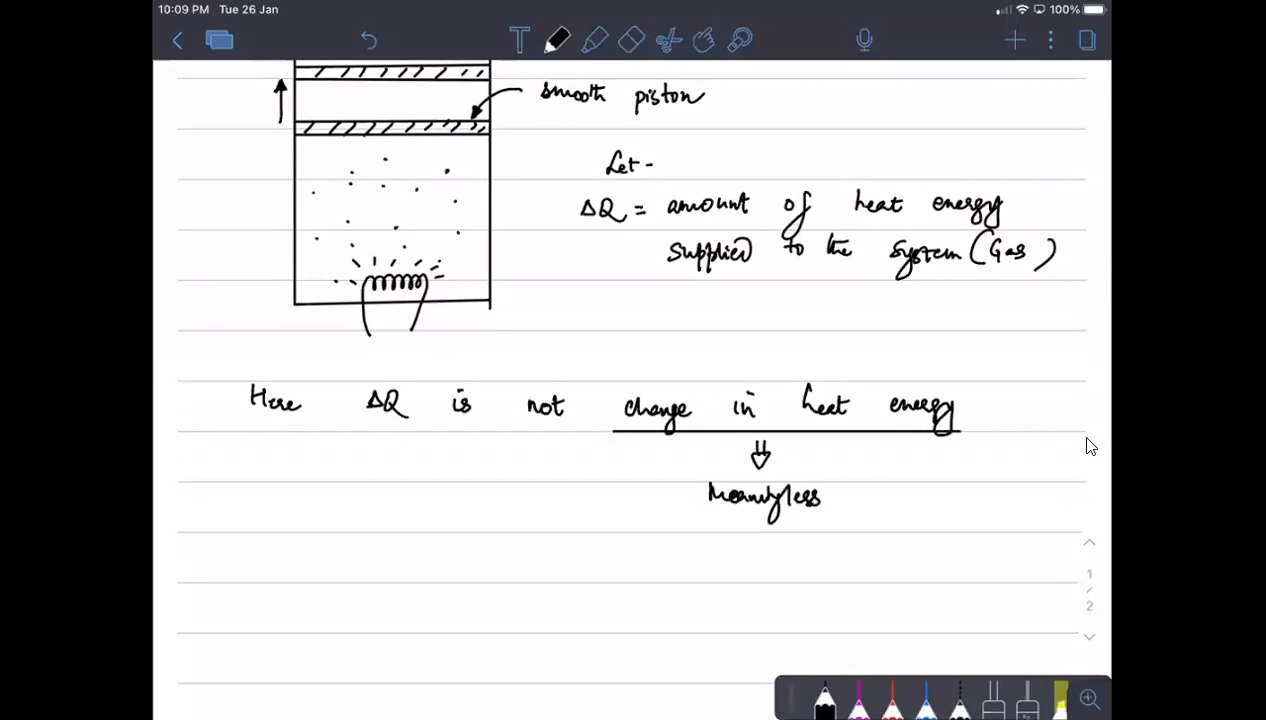 10:09 PM Tue 26 Jan 100%
T
smooth piston
Let -
ΔQ = amount of heat energy
supplied to the system (Gas)
Here ΔQ is not change in heat energy
⇓
Meaningless
1
/
2